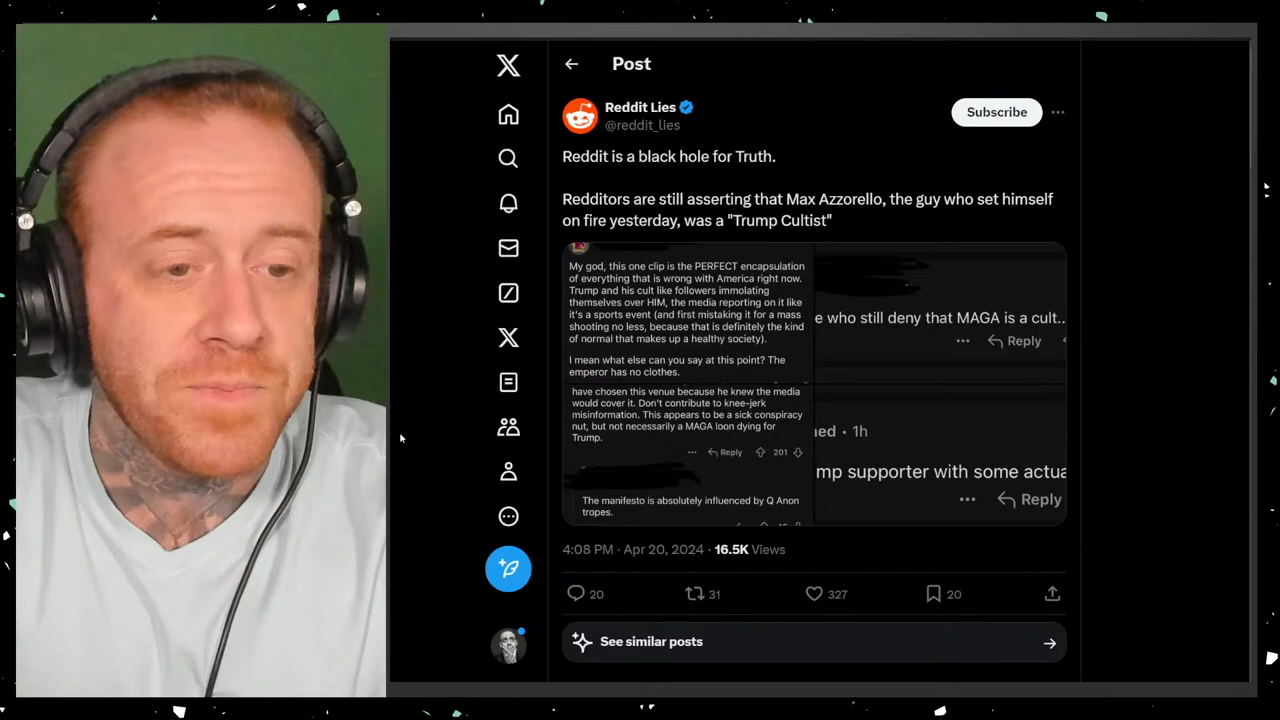 Post
Reddit Lies
@reddit_lies
Subscribe
Reddit is a black hole for Truth.
Redditors are still asserting that Max Azzorello, the guy who set himself
on fire yesterday, was a "Trump Cultist"
My god, this one clip is the PERFECT encapsulation
of everything that is wrong with America right now.
Trump and his cult like followers immolating
themselves over HIM, the media reporting on it like
it's a sports event (and first mistaking it for a mass
shooting no less, because that is definitely the kind
of normal that makes up a healthy society).
I mean what else can you say at this point? The
emperor has no clothes.
have chosen this venue because he knew the media
would cover it. Don't contribute to knee-jerk
misinformation. This appears to be a sick conspiracy
nut, but not necessarily a MAGA loon dying for
Trump.
Reply 201
The manifesto is absolutely influenced by Q Anon
tropes.
e who still deny that MAGA is a cult..
Reply
ned · 1h
mp supporter with some actua
Reply
4:08 PM · Apr 20, 2024 · 16.5K Views
20 31 327 20
See similar posts